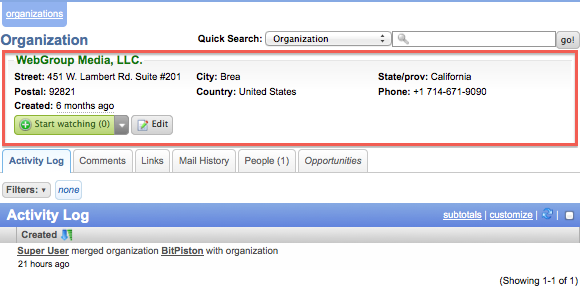 organizations
Organization
Quick Search: Organization go!
WebGroup Media, LLC.
Street: 451 W. Lambert Rd. Suite #201 City: Brea State/prov: California
Postal: 92821 Country: United States Phone: +1 714-671-9090
Created: 6 months ago
Start watching (0) Edit
Activity Log Comments Links Mail History People (1) Opportunities
Filters: none
Activity Log subtotals | customize | |
Created
Super User merged organization BitPiston with organization
21 hours ago
(Showing 1-1 of 1)